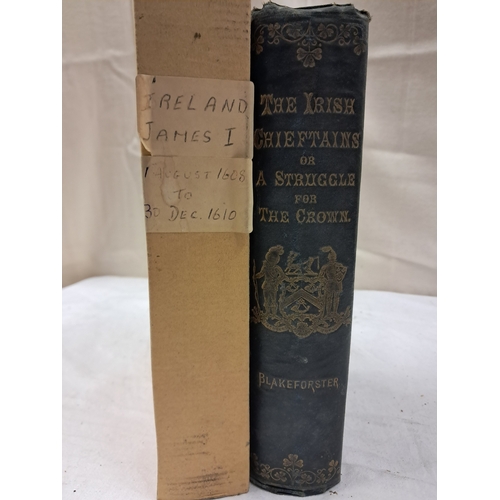 IRELAND
JAMES I
1 AUGUST 1608
TO
30 DEC. 1610
THE IRISH
CHIEFTAINS
OR
A STRUGGLE
FOR
THE CROWN.
BLAKEFORSTER